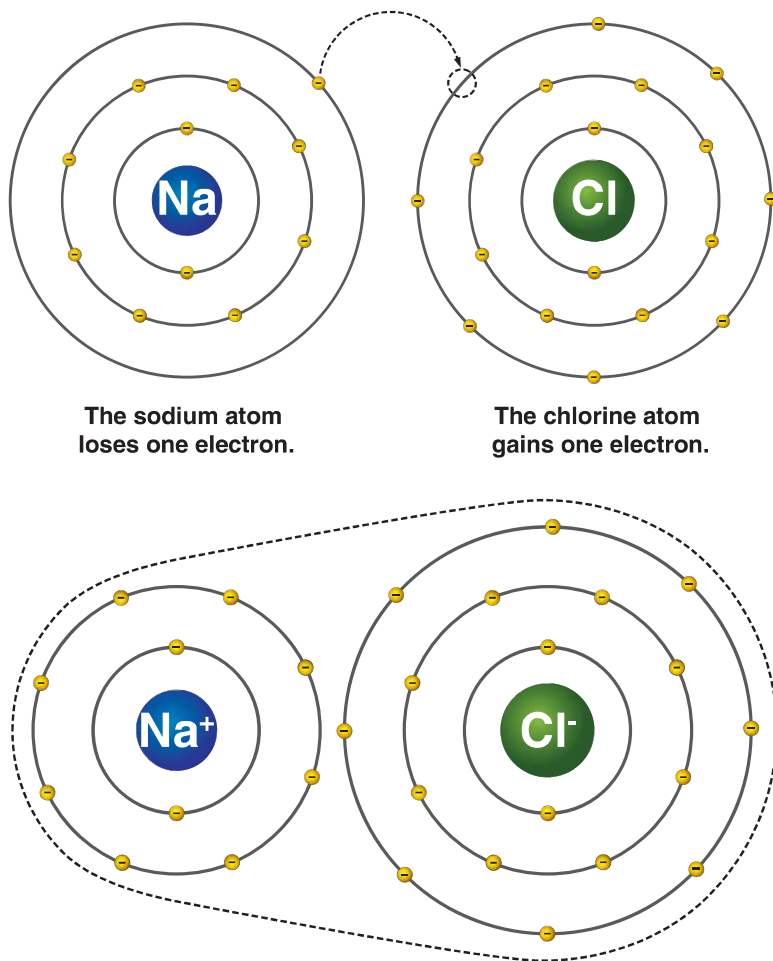 Na
Cl
The sodium atom
loses one electron.
The chlorine atom
gains one electron.
Na⁺
Cl⁻